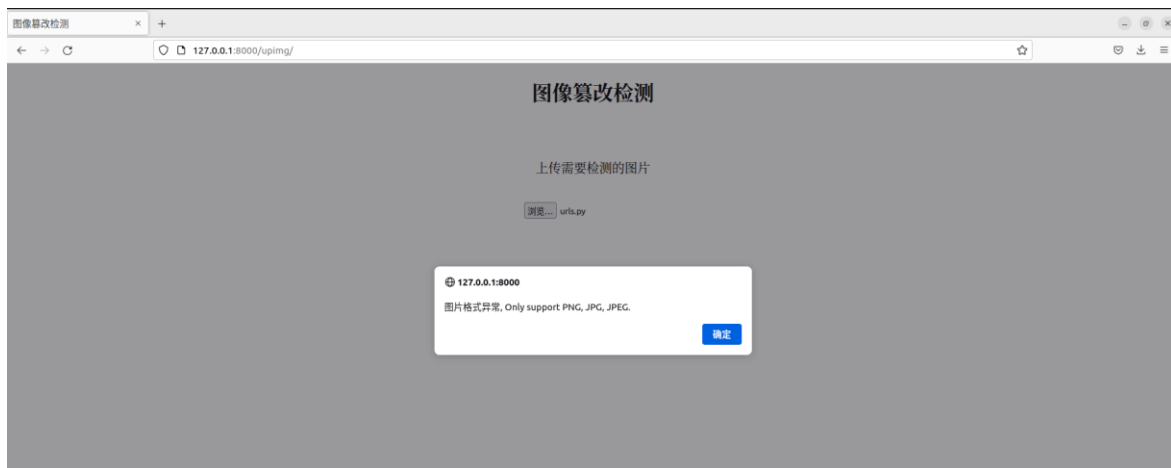 图像篡改检测
127.0.0.1:8000/upimg/
图像篡改检测
上传需要检测的图片
浏览... urls.py
127.0.0.1:8000
图片格式异常, Only support PNG, JPG, JPEG.
确定